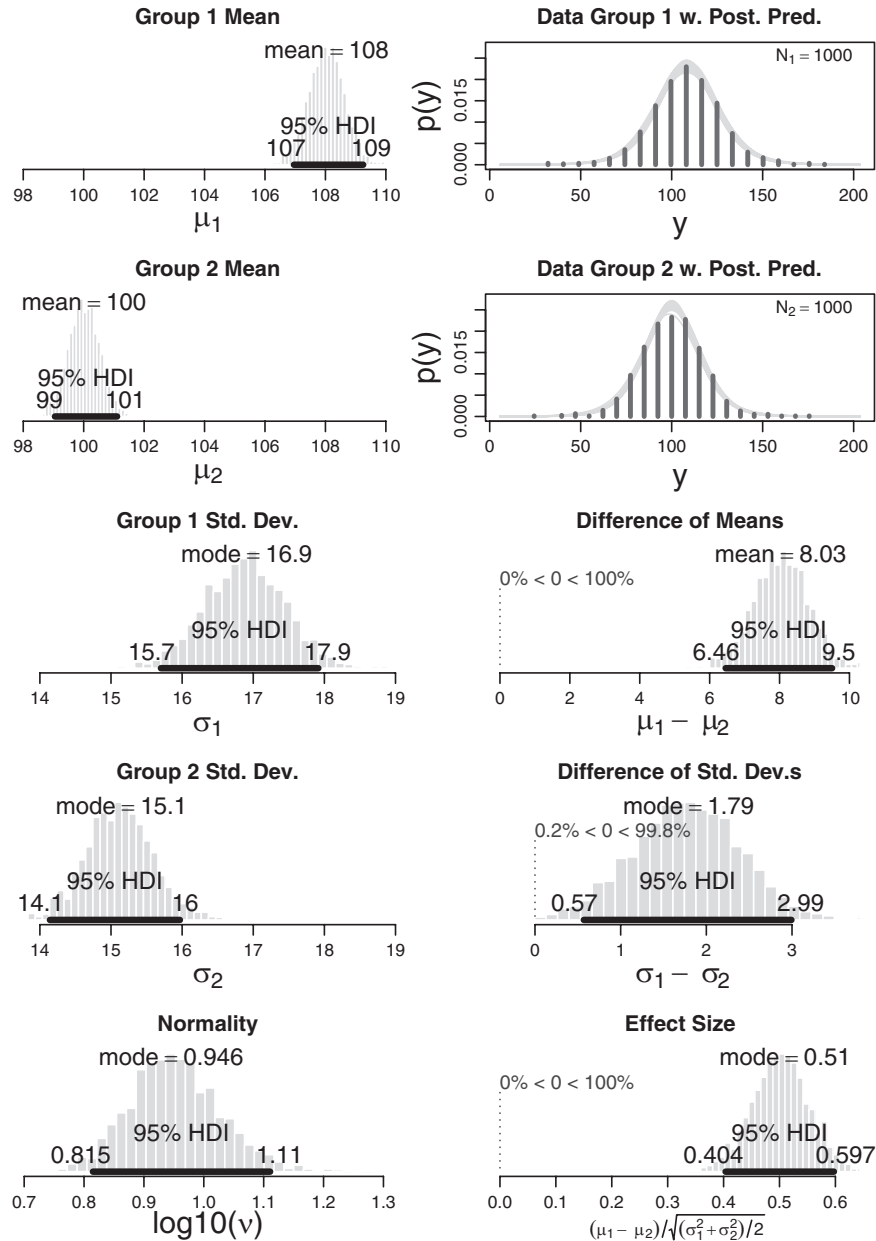 Group 1 Mean
mean = 108
95% HDI
107 109
98 100 102 104 106 108 110
μ1
Data Group 1 w. Post. Pred.
N1 = 1000
p(y)
0.000 0.015
0 50 100 150 200
y
Group 2 Mean
mean = 100
95% HDI
99 101
98 100 102 104 106 108 110
μ2
Data Group 2 w. Post. Pred.
N2 = 1000
p(y)
0.000 0.015
0 50 100 150 200
y
Group 1 Std. Dev.
mode = 16.9
95% HDI
15.7 17.9
14 15 16 17 18 19
σ1
Difference of Means
mean = 8.03
0% < 0 < 100%
95% HDI
6.46 9.5
0 2 4 6 8 10
μ1 − μ2
Group 2 Std. Dev.
mode = 15.1
95% HDI
14.1 16
14 15 16 17 18 19
σ2
Difference of Std. Dev.s
mode = 1.79
0.2% < 0 < 99.8%
95% HDI
0.57 2.99
0 1 2 3
σ1 − σ2
Normality
mode = 0.946
95% HDI
0.815 1.11
0.7 0.8 0.9 1.0 1.1 1.2 1.3
log10(ν)
Effect Size
mode = 0.51
0% < 0 < 100%
95% HDI
0.404 0.597
0.0 0.1 0.2 0.3 0.4 0.5 0.6
(μ1 − μ2)/√(σ1² + σ2²)/2